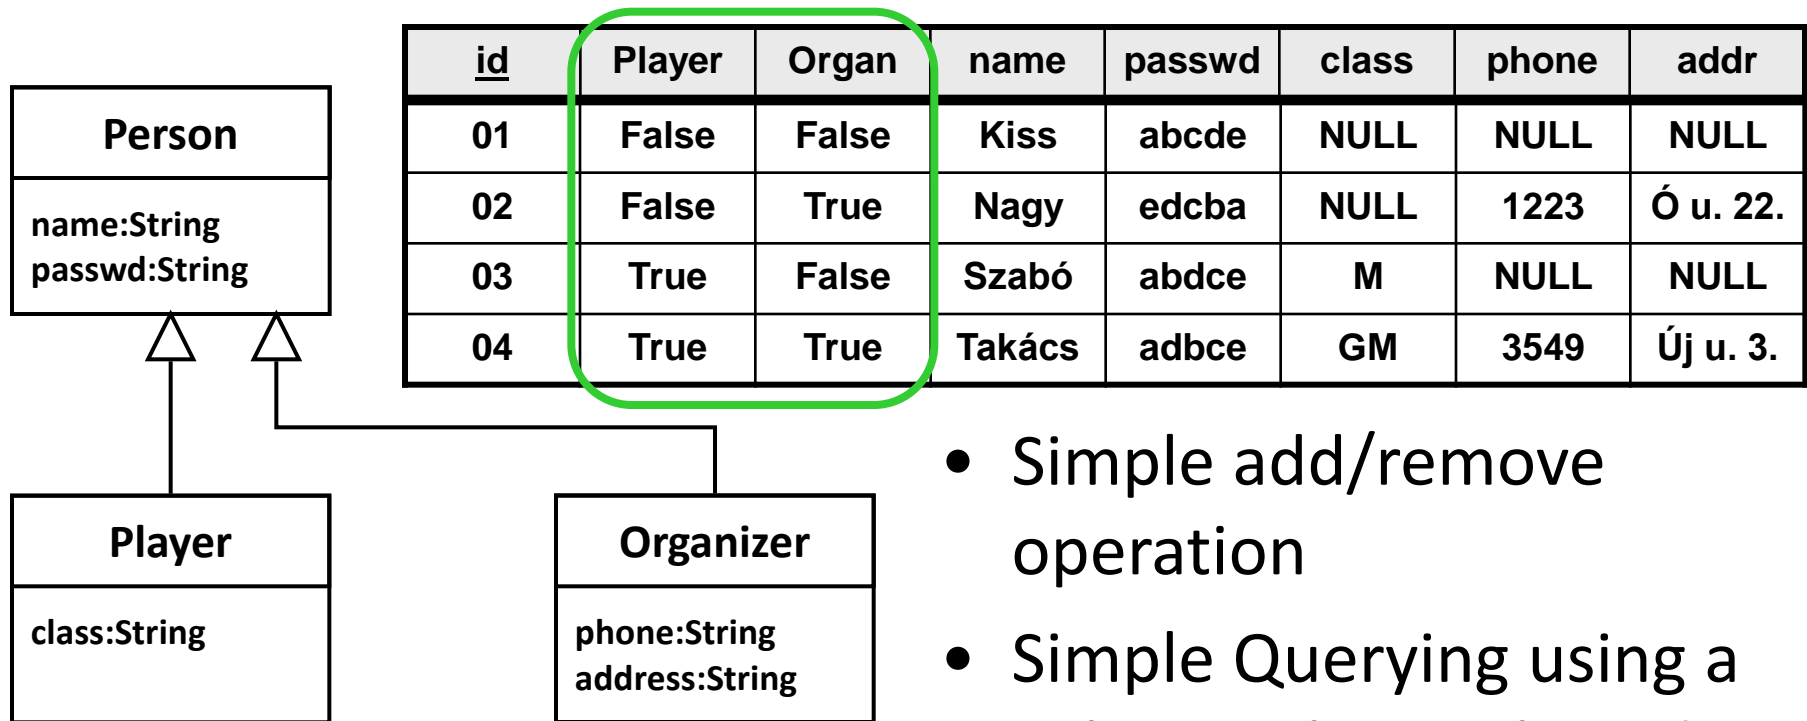 id Player Organ name passwd class phone addr
01 False False Kiss abcde NULL NULL NULL
02 False True Nagy edcba NULL 1223 Ó u. 22.
03 True False Szabó abdce M NULL NULL
04 True True Takács adbce GM 3549 Új u. 3.
Person
name:String
passwd:String
Player
class:String
Organizer
phone:String
address:String
• Simple add/remove
operation
• Simple Querying using a